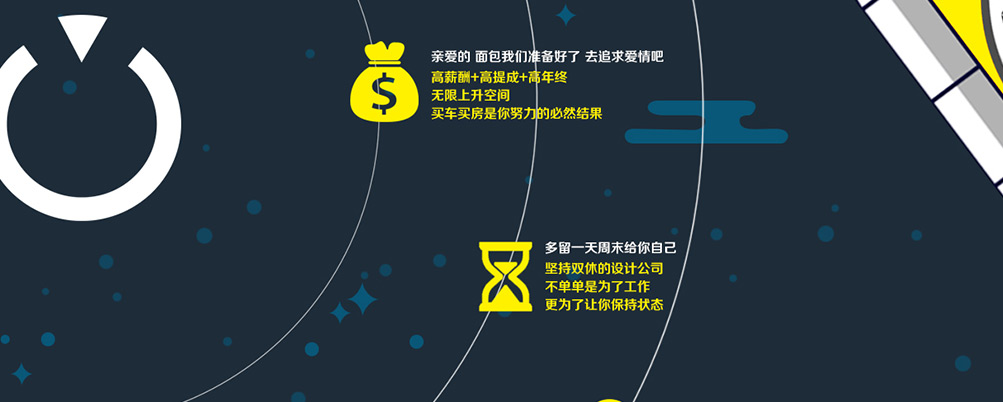 亲爱的 面包我们准备好了 去追求爱情吧
高薪酬+高提成+高年终
无限上升空间
买车买房是你努力的必然结果
多留一天周末给你自己
坚持双休的设计公司
不单单是为了工作
更为了让你保持状态